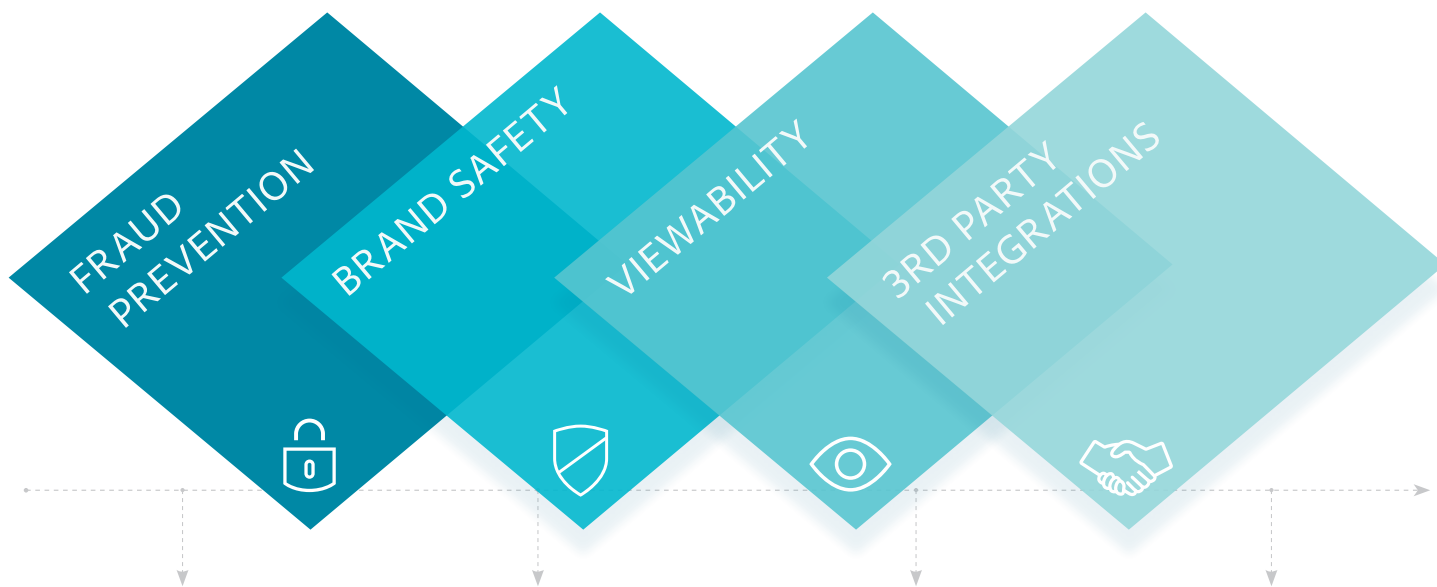 FRAUD
PREVENTION
BRAND SAFETY
VIEWABILITY
3RD PARTY
INTEGRATIONS